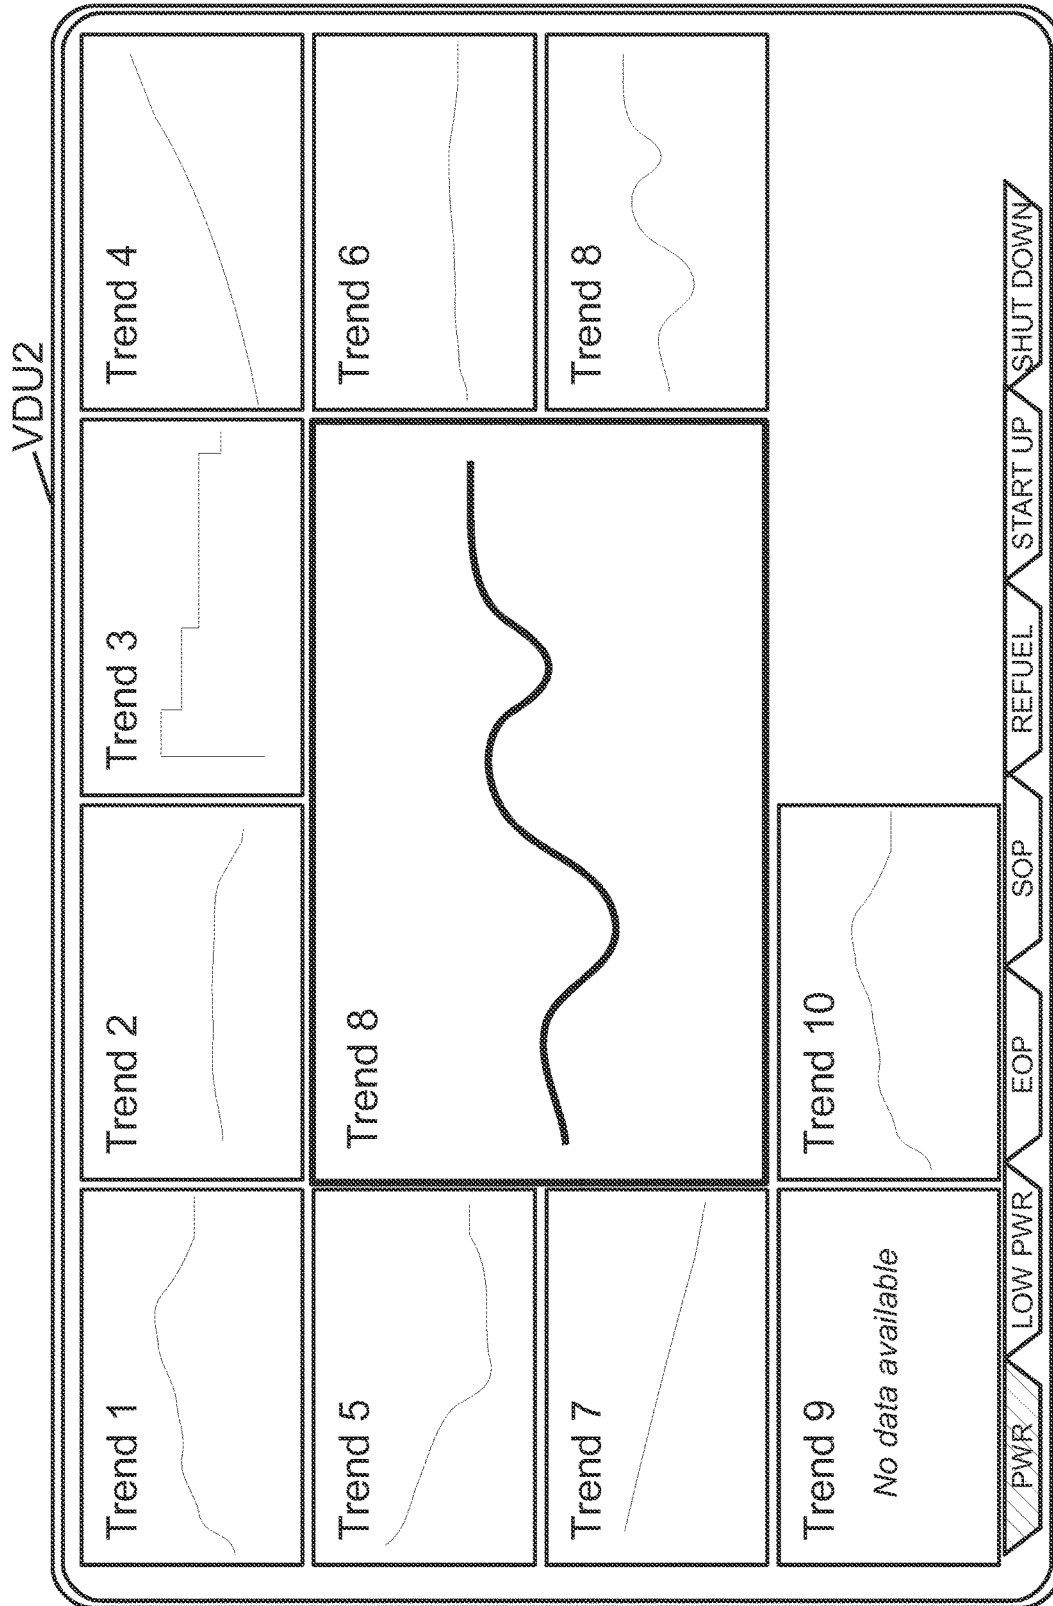 VDU2
Trend 1
Trend 2
Trend 3
Trend 4
Trend 5
Trend 8
Trend 6
Trend 7
Trend 8
Trend 9
No data available
Trend 10
PWR
LOW PWR
EOP
SOP
REFUEL
START UP
SHUT DOWN